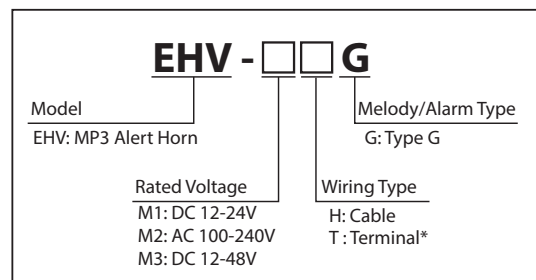 EHV - □□ G
Model
EHV: MP3 Alert Horn
Melody/Alarm Type
G: Type G
Rated Voltage
M1: DC 12-24V
M2: AC 100-240V
M3: DC 12-48V
Wiring Type
H: Cable
T : Terminal*